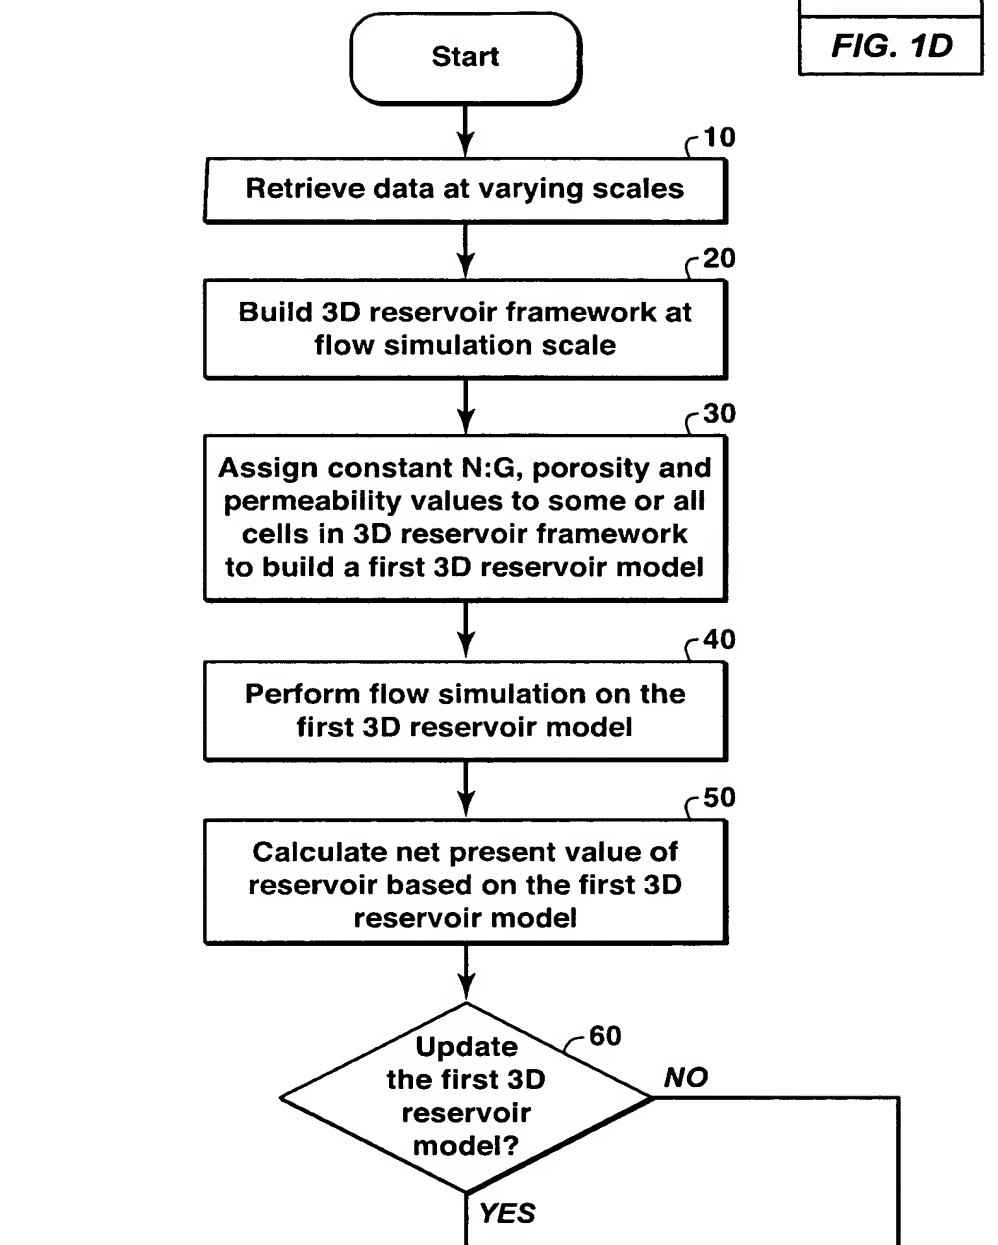 FIG. 1D
Start
10
Retrieve data at varying scales
20
Build 3D reservoir framework at
flow simulation scale
30
Assign constant N:G, porosity and
permeability values to some or all
cells in 3D reservoir framework
to build a first 3D reservoir model
40
Perform flow simulation on the
first 3D reservoir model
50
Calculate net present value of
reservoir based on the first 3D
reservoir model
60
Update
the first 3D
reservoir
model?
NO
YES